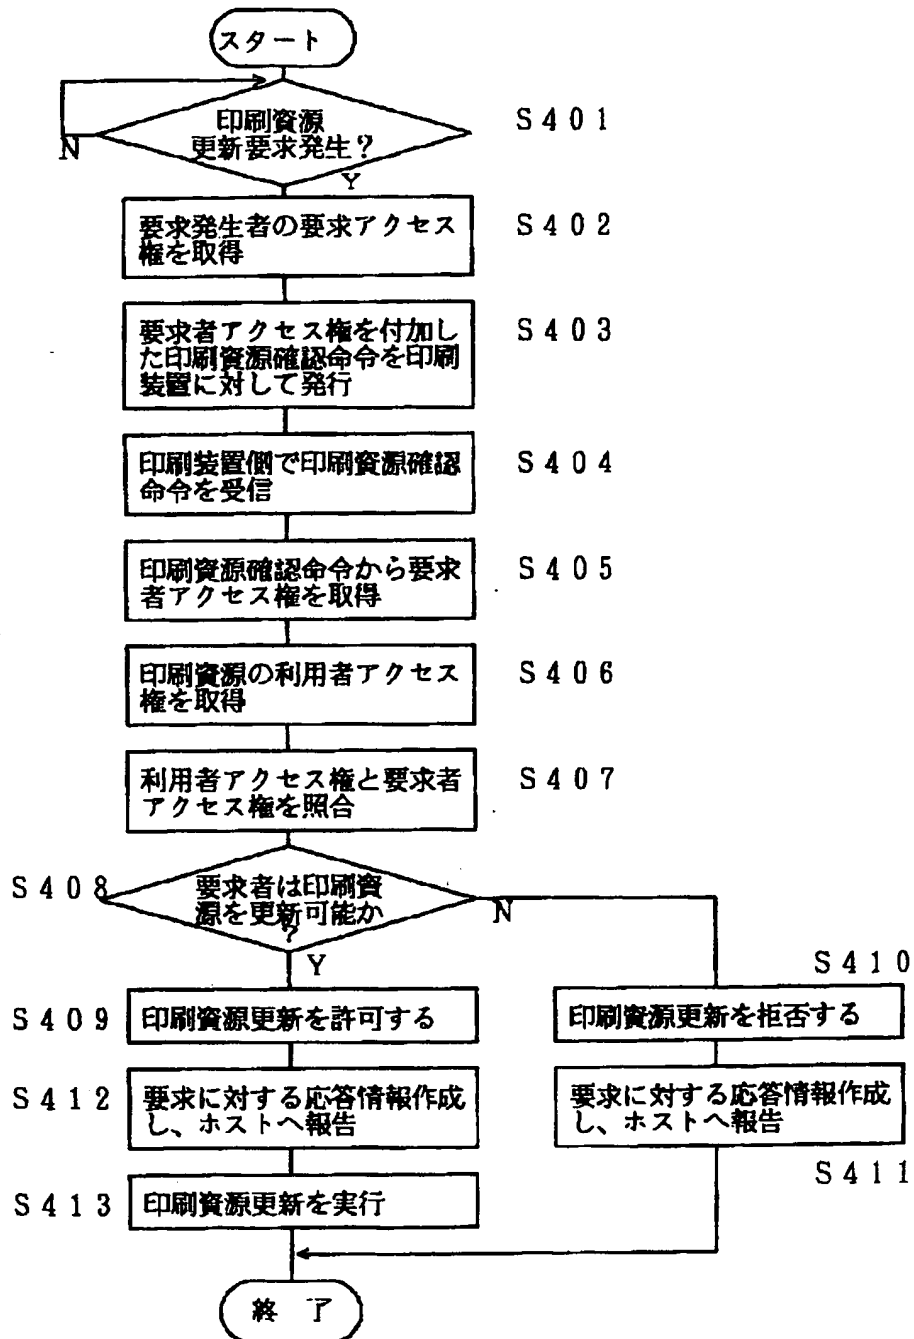 スタート
印刷資源
更新要求発生?
S401
N
Y
要求発生者の要求アクセス
権を取得
S402
要求者アクセス権を付加し
た印刷資源確認命令を印刷
装置に対して発行
S403
印刷装置側で印刷資源確認
命令を受信
S404
印刷資源確認命令から要求
者アクセス権を取得
S405
印刷資源の利用者アクセス
権を取得
S406
利用者アクセス権と要求者
アクセス権を照合
S407
S408
要求者は印刷資
源を更新可能か
?
N
Y
S410
S409
印刷資源更新を許可する
印刷資源更新を拒否する
S412
要求に対する応答情報作成
し、ホストへ報告
要求に対する応答情報作成
し、ホストへ報告
S411
S413
印刷資源更新を実行
終 了